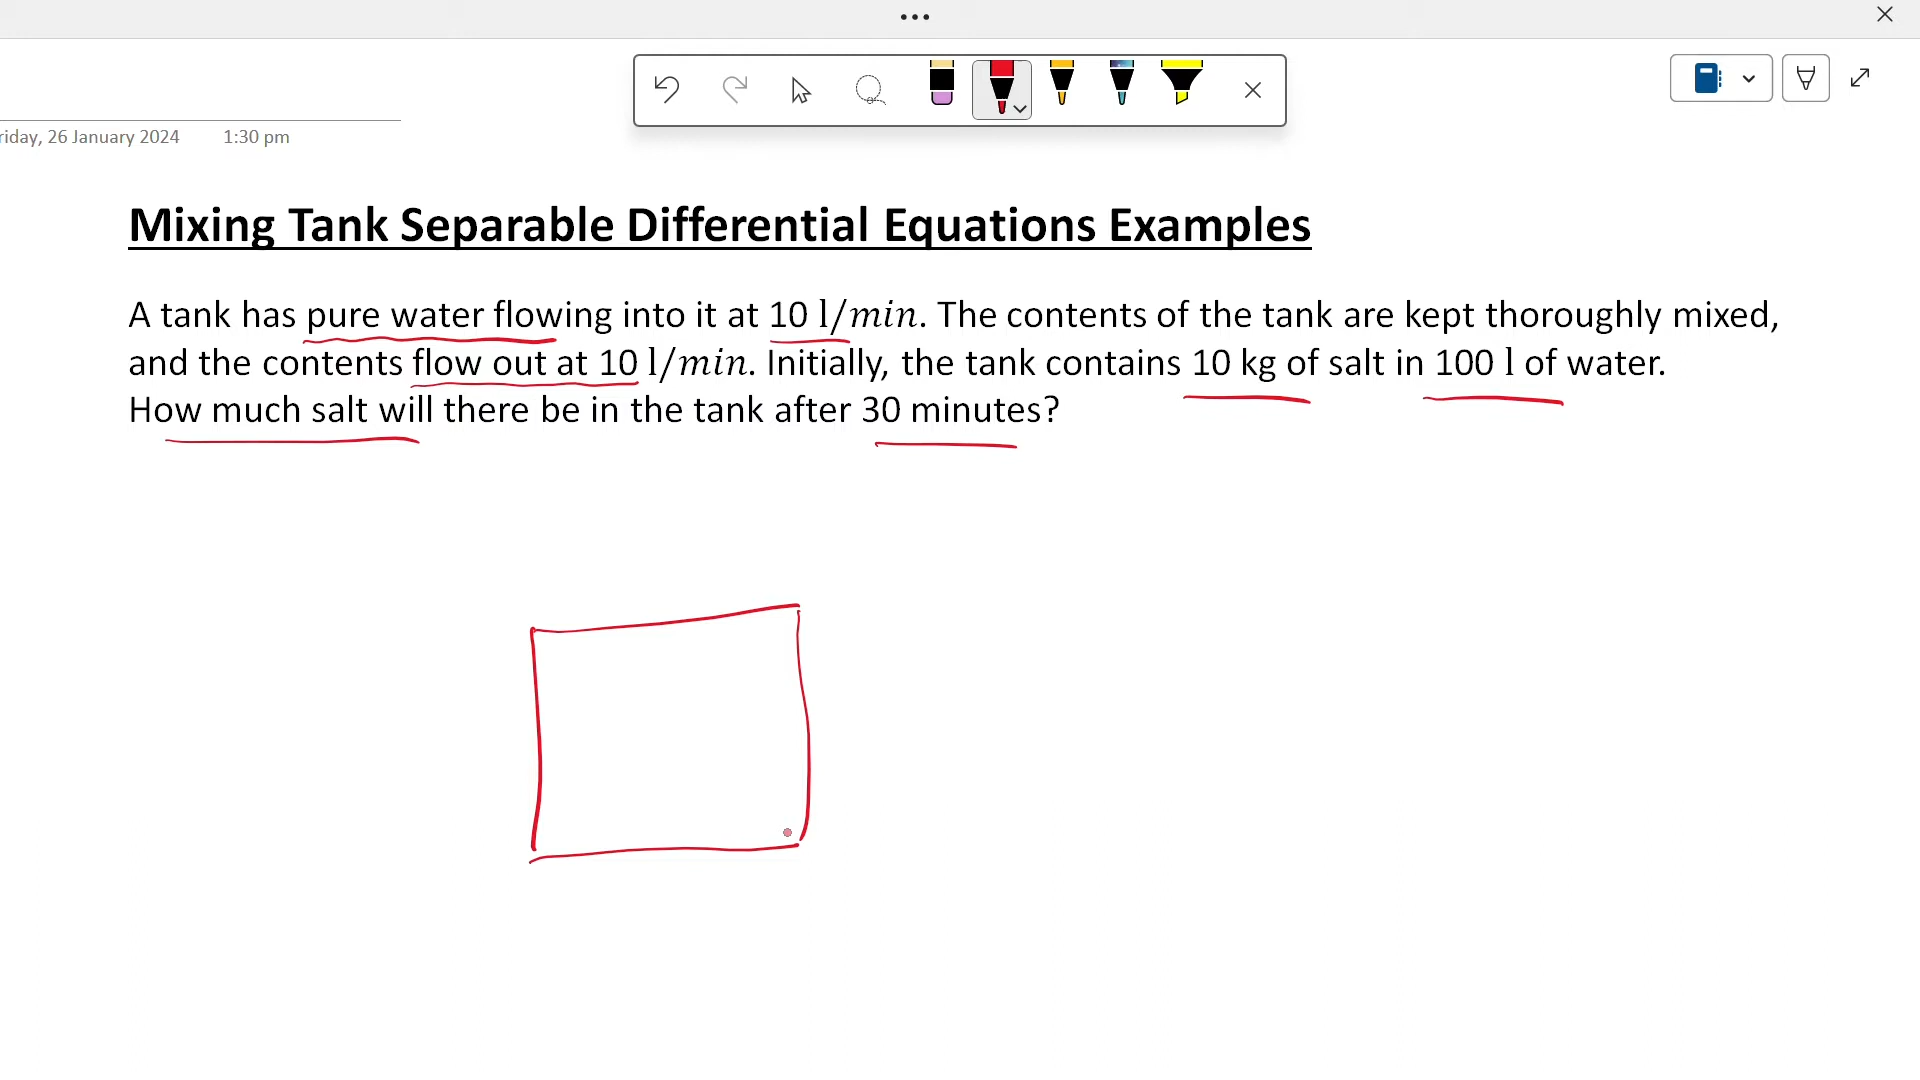 riday, 26 January 2024 1:30 pm
Mixing Tank Separable Differential Equations Examples
A tank has pure water flowing into it at 10 l/min. The contents of the tank are kept thoroughly mixed,
and the contents flow out at 10 l/min. Initially, the tank contains 10 kg of salt in 100 l of water.
How much salt will there be in the tank after 30 minutes?